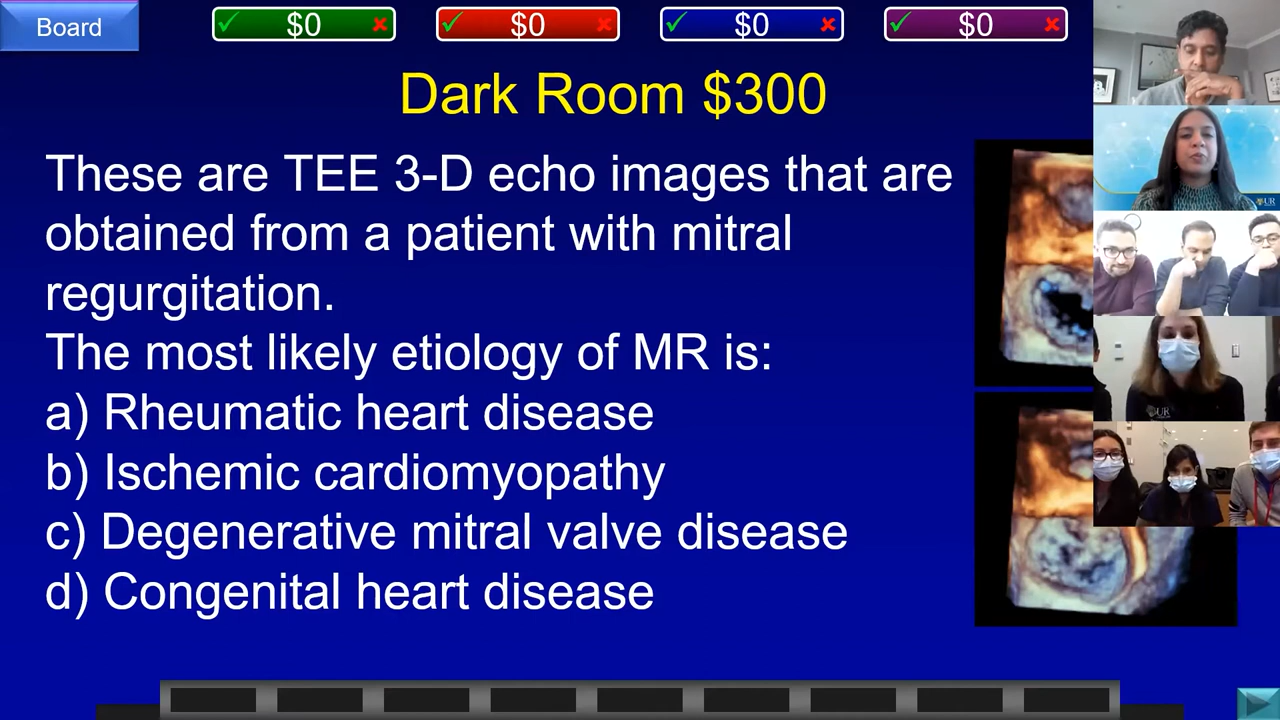 Board
$0
$0
$0
$0
Dark Room $300
These are TEE 3-D echo images that are
obtained from a patient with mitral
regurgitation.
The most likely etiology of MR is:
a) Rheumatic heart disease
b) Ischemic cardiomyopathy
c) Degenerative mitral valve disease
d) Congenital heart disease
UR
UR